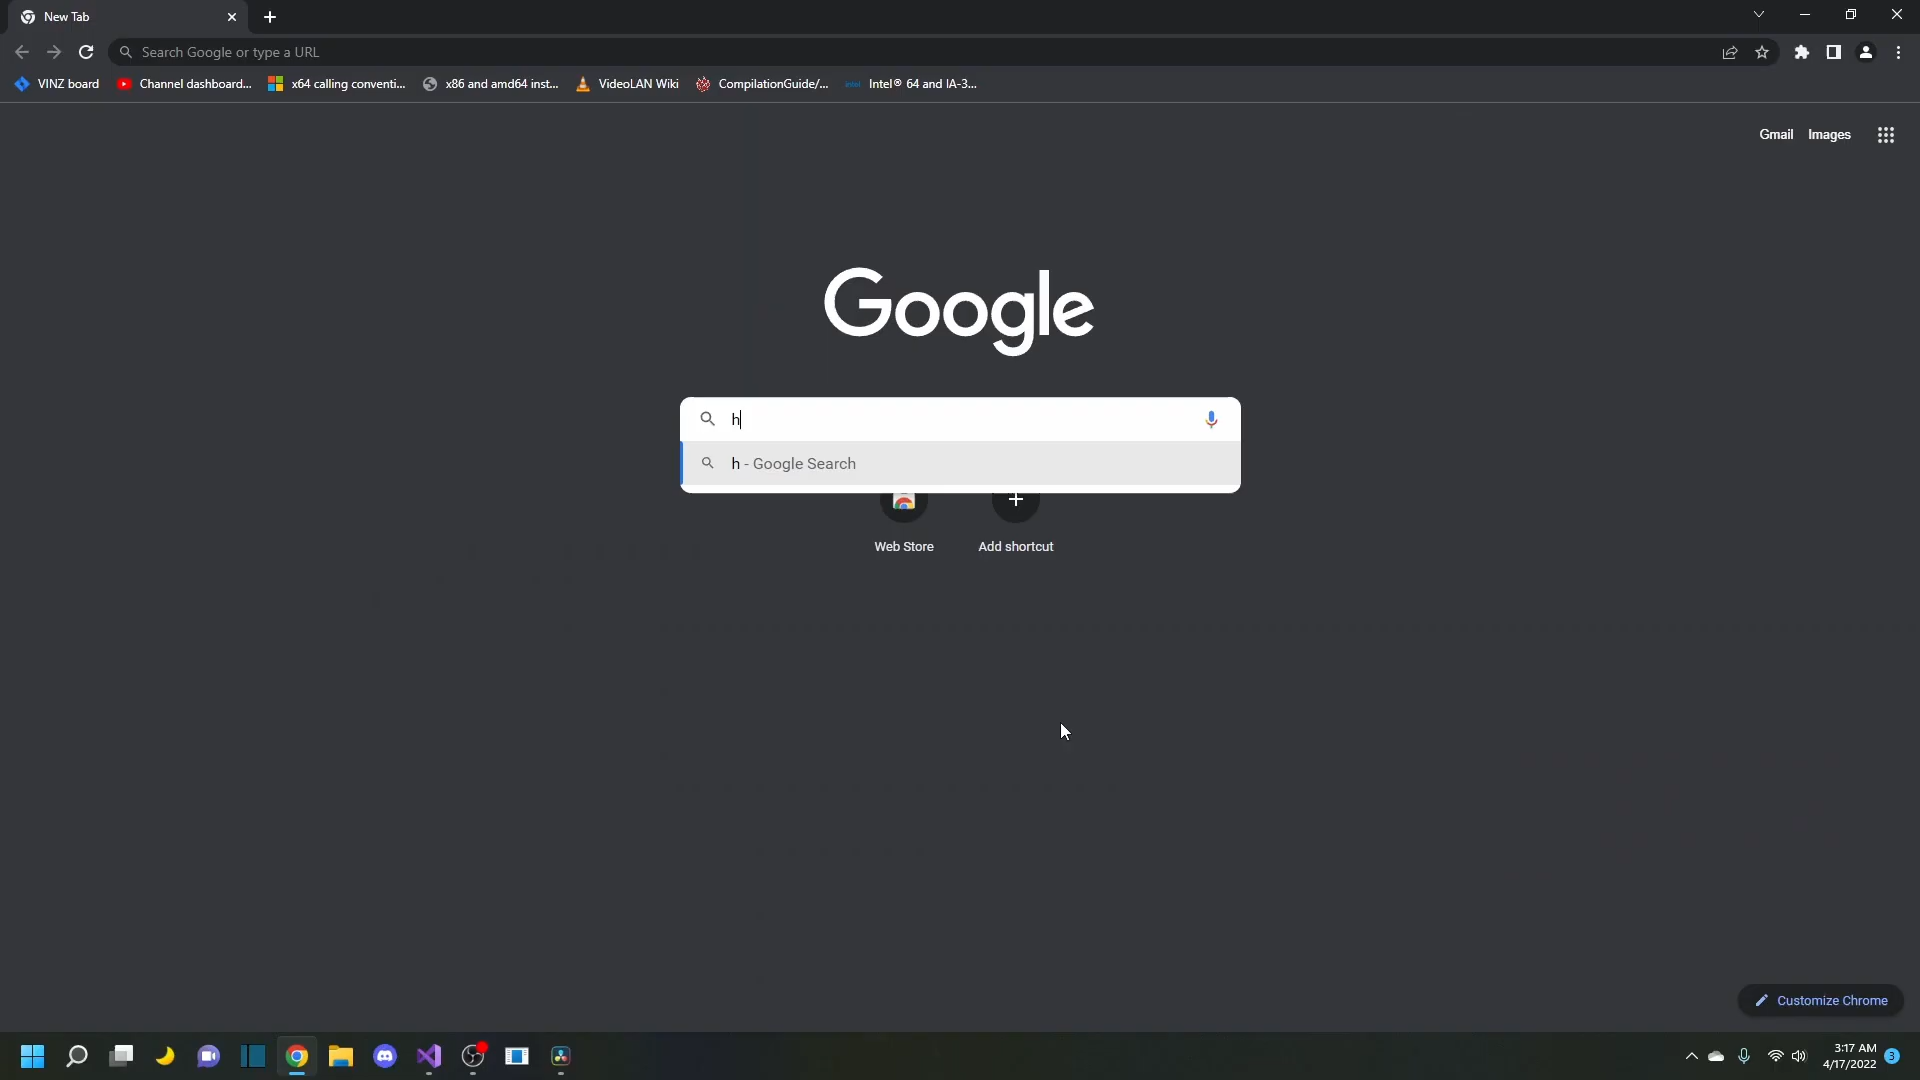 New Tab
Search Google or type a URL
VINZ board
Channel dashboard...
x64 calling conventi...
x86 and amd64 inst...
VideoLAN Wiki
CompilationGuide/...
intel
Intel® 64 and IA-3...
Gmail
Images
Google
h
h - Google Search
Web Store
Add shortcut
Customize Chrome
3:17 AM
4/17/2022
3